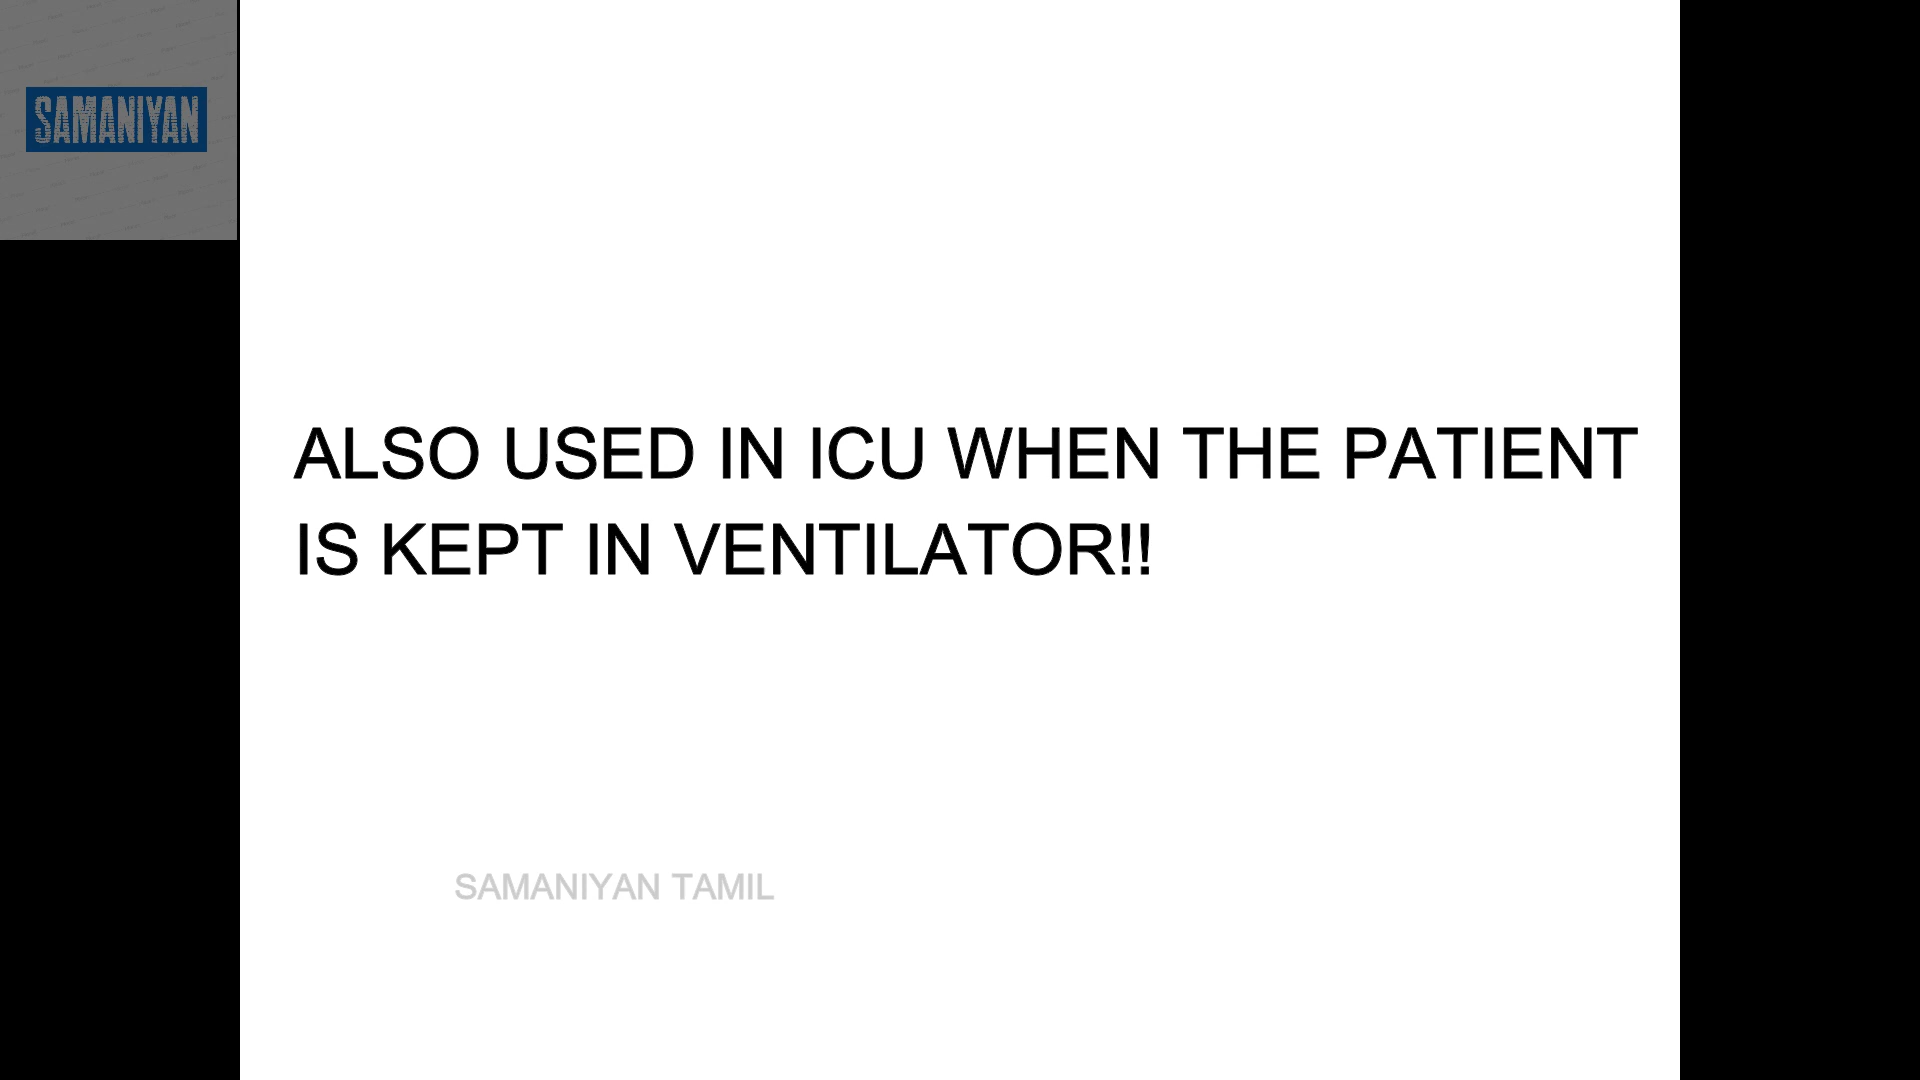 SAMANIYAN
ALSO USED IN ICU WHEN THE PATIENT
IS KEPT IN VENTILATOR!!
SAMANIYAN TAMIL